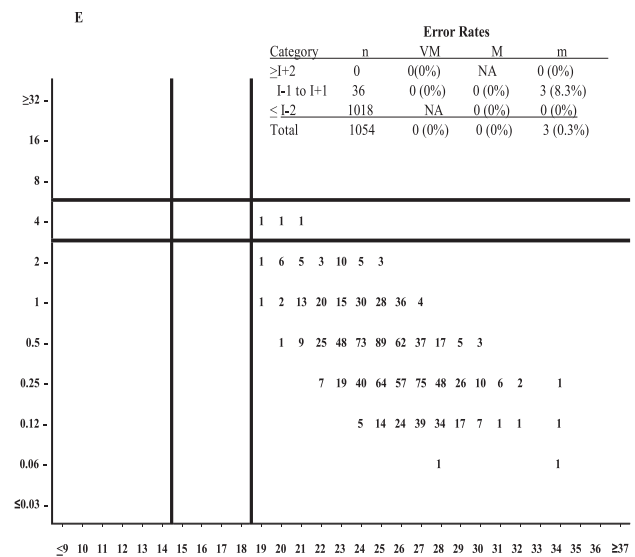 E
Error Rates
Category n VM M m
≥I+2 0 0(0%) NA 0 (0%)
I-1 to I+1 36 0 (0%) 0 (0%) 3 (8.3%)
≤ I-2 1018 NA 0 (0%) 0 (0%)
Total 1054 0 (0%) 0 (0%) 3 (0.3%)
≥32 -
16 -
8 -
4 - 1 1 1
2 - 1 6 5 3 10 5 3
1 - 1 2 13 20 15 30 28 36 4
0.5 - 1 9 25 48 73 89 62 37 17 5 3
0.25 - 7 19 40 64 57 75 48 26 10 6 2 1
0.12 - 5 14 24 39 34 17 7 1 1 1
0.06 - 1 1
≤0.03 -
≤9 10 11 12 13 14 15 16 17 18 19 20 21 22 23 24 25 26 27 28 29 30 31 32 33 34 35 36 ≥37